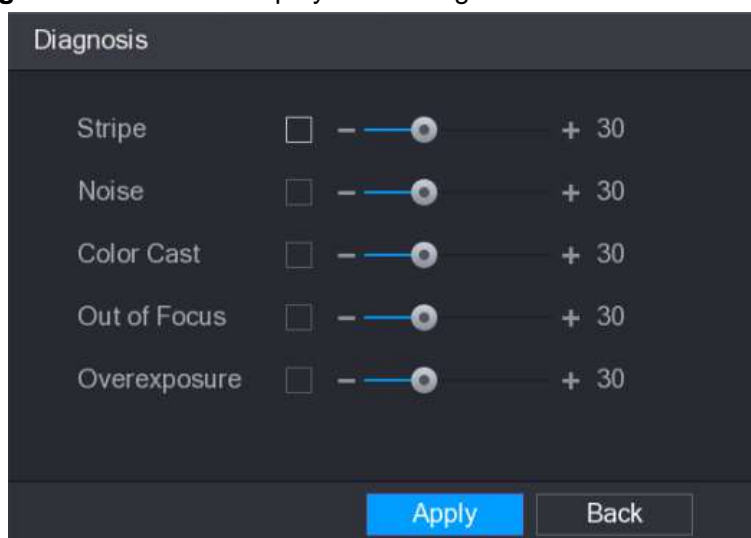 Diagnosis
Stripe - + 30
Noise - + 30
Color Cast - + 30
Out of Focus - + 30
Overexposure - + 30
Apply Back